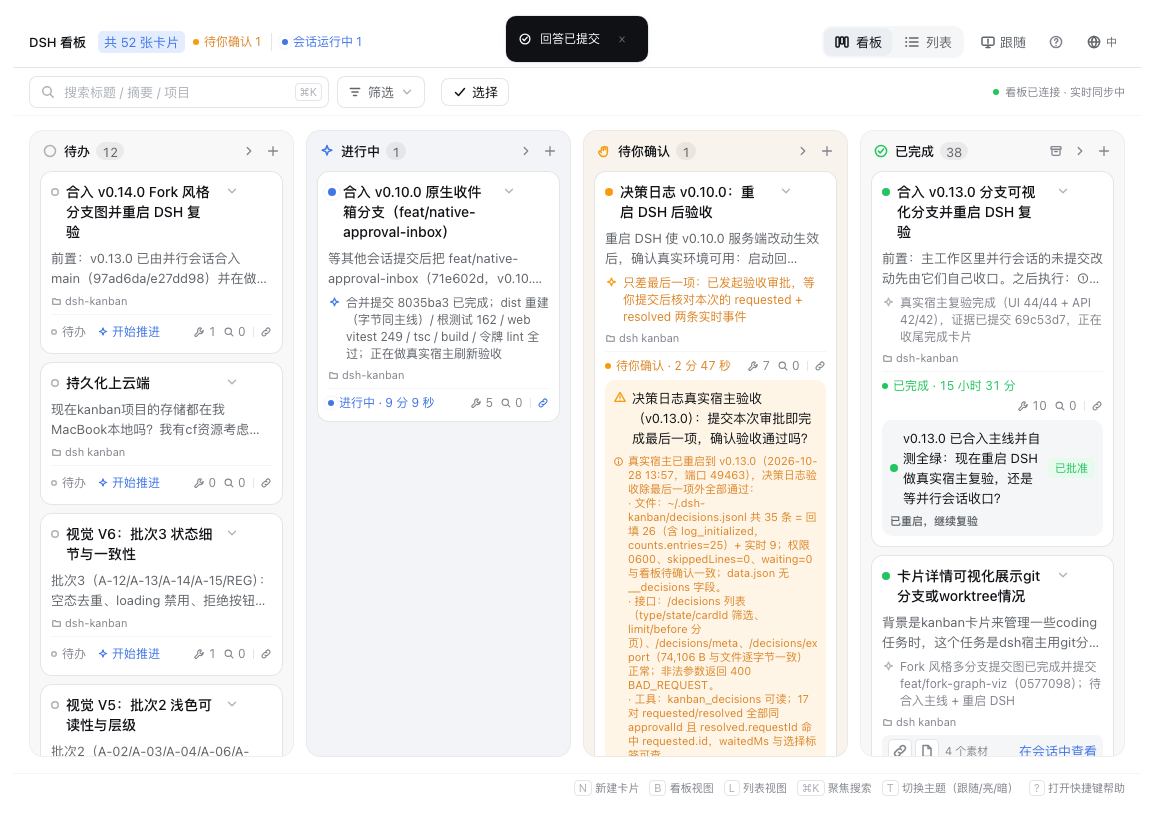 DSH 看板
共 52 张卡片
待你确认 1
会话运行中 1
回答已提交
×
看板
列表
跟随
中
搜索标题 / 摘要 / 项目
⌘K
筛选
选择
看板已连接 · 实时同步中
待办 12
合入 v0.14.0 Fork 风格
分支图并重启 DSH 复
验
前置：v0.13.0 已由并行会话合入
main（97ad6da/e27dd98）并在做…
dsh-kanban
待办 开始推进 1 0
持久化上云端
现在kanban项目的存储都在我
MacBook本地吗？我有cf资源考虑…
dsh kanban
待办 开始推进 0 0
视觉 V6：批次3 状态细
节与一致性
批次3（A-12/A-13/A-14/A-15/REG）：
空态去重、loading 禁用、拒绝按钮…
dsh-kanban
待办 开始推进 1 0
视觉 V5：批次2 浅色可
读性与层级
批次2（A-02/A-03/A-04/A-06/A-
进行中 1
合入 v0.10.0 原生收件
箱分支（feat/native-
approval-inbox）
等其他会话提交后把 feat/native-
approval-inbox（71e602d，v0.10.…
合并提交 8035ba3 已完成；dist 重建
（字节同主线）/ 根测试 162 / web
vitest 249 / tsc / build / 令牌 lint 全
过；正在做真实宿主刷新验收
dsh-kanban
进行中 · 9 分 9 秒 5 0
待你确认 1
决策日志 v0.10.0：重
启 DSH 后验收
重启 DSH 使 v0.10.0 服务端改动生效
后，确认真实环境可用：启动回…
只差最后一项：已发起验收审批，等
你提交后核对本次的 requested +
resolved 两条实时事件
dsh kanban
待你确认 · 2 分 47 秒 7 0
决策日志真实宿主验收
（v0.13.0）：提交本次审批即完
成最后一项，确认验收通过吗？
真实宿主已重启到 v0.13.0（2026-10-
28 13:57，端口 49463），决策日志验
收除最后一项外全部通过：
· 文件：~/.dsh-
kanban/decisions.jsonl 共 35 条 = 回
填 26（含 log_initialized，
counts.entries=25）+ 实时 9；权限
0600、skippedLines=0、waiting=0
与看板待确认一致；data.json 无
__decisions 字段。
· 接口：/decisions 列表
（type/state/cardId 筛选、
limit/before 分
页）、/decisions/meta、/decisions/ex
port（74,106 B 与文件逐字节一致）
正常；非法参数返回 400
BAD_REQUEST。
· 工具：kanban_decisions 可读；17
对 requested/resolved 全部同
approvalId 且 resolved.requestId 命
中 requested.id，waitedMs 与选择标
已完成 38
合入 v0.13.0 分支可视
化分支并重启 DSH 复
验
前置：主工作区里并行会话的未提交改
动先由它们自己收口。之后执行：①…
真实宿主复验完成（UI 44/44 + API
42/42），证据已提交 69c53d7，正在
收尾完成卡片
dsh-kanban
已完成 · 15 小时 31 分
10 0
v0.13.0 已合入主线并自
测全绿：现在重启 DSH
做真实宿主复验，还是
等并行会话收口？
已批准
已重启，继续复验
卡片详情可视化展示git
分支或worktree情况
背景是kanban卡片来管理一些coding
任务时，这个任务是dsh宿主用git分…
Fork 风格多分支提交图已完成并提交
feat/fork-graph-viz（0577098）；待
合入主线 + 重启 DSH
dsh kanban
4 个素材 在会话中查看
N 新建卡片 B 看板视图 L 列表视图 ⌘K 聚焦搜索 T 切换主题（跟随/亮/暗） ? 打开快捷键帮助